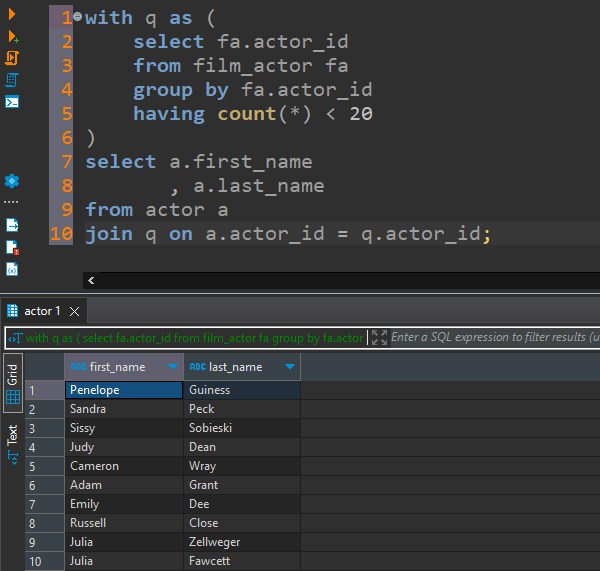 1 with q as (
2 select fa.actor_id
3 from film_actor fa
4 group by fa.actor_id
5 having count(*) < 20
6 )
7 select a.first_name
8 , a.last_name
9 from actor a
10 join q on a.actor_id = q.actor_id;
actor 1
with q as ( select fa.actor_id from film_actor fa group by fa.actor Enter a SQL expression to filter results (u
Grid
Text
first_name last_name
1 Penelope Guiness
2 Sandra Peck
3 Sissy Sobieski
4 Judy Dean
5 Cameron Wray
6 Adam Grant
7 Emily Dee
8 Russell Close
9 Julia Zellweger
10 Julia Fawcett